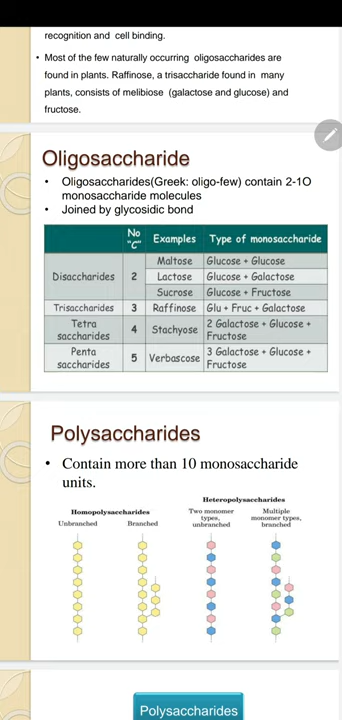 recognition and cell binding.
• Most of the few naturally occurring oligosaccharides are
found in plants. Raffinose, a trisaccharide found in many
plants, consists of melibiose (galactose and glucose) and
fructose.
Oligosaccharide
• Oligosaccharides(Greek: oligo-few) contain 2-1O
monosaccharide molecules
• Joined by glycosidic bond
No "C" Examples Type of monosaccharide
Disaccharides 2 Maltose Glucose + Glucose
Lactose Glucose + Galactose
Sucrose Glucose + Fructose
Trisaccharides 3 Raffinose Glu + Fruc + Galactose
Tetra saccharides 4 Stachyose 2 Galactose + Glucose + Fructose
Penta saccharides 5 Verbascose 3 Galactose + Glucose + Fructose
Polysaccharides
• Contain more than 10 monosaccharide
units.
Heteropolysaccharides
Homopolysaccharides
Unbranched
Branched
Two monomer
types,
unbranched
Multiple
monomer types,
branched
Polysaccharides